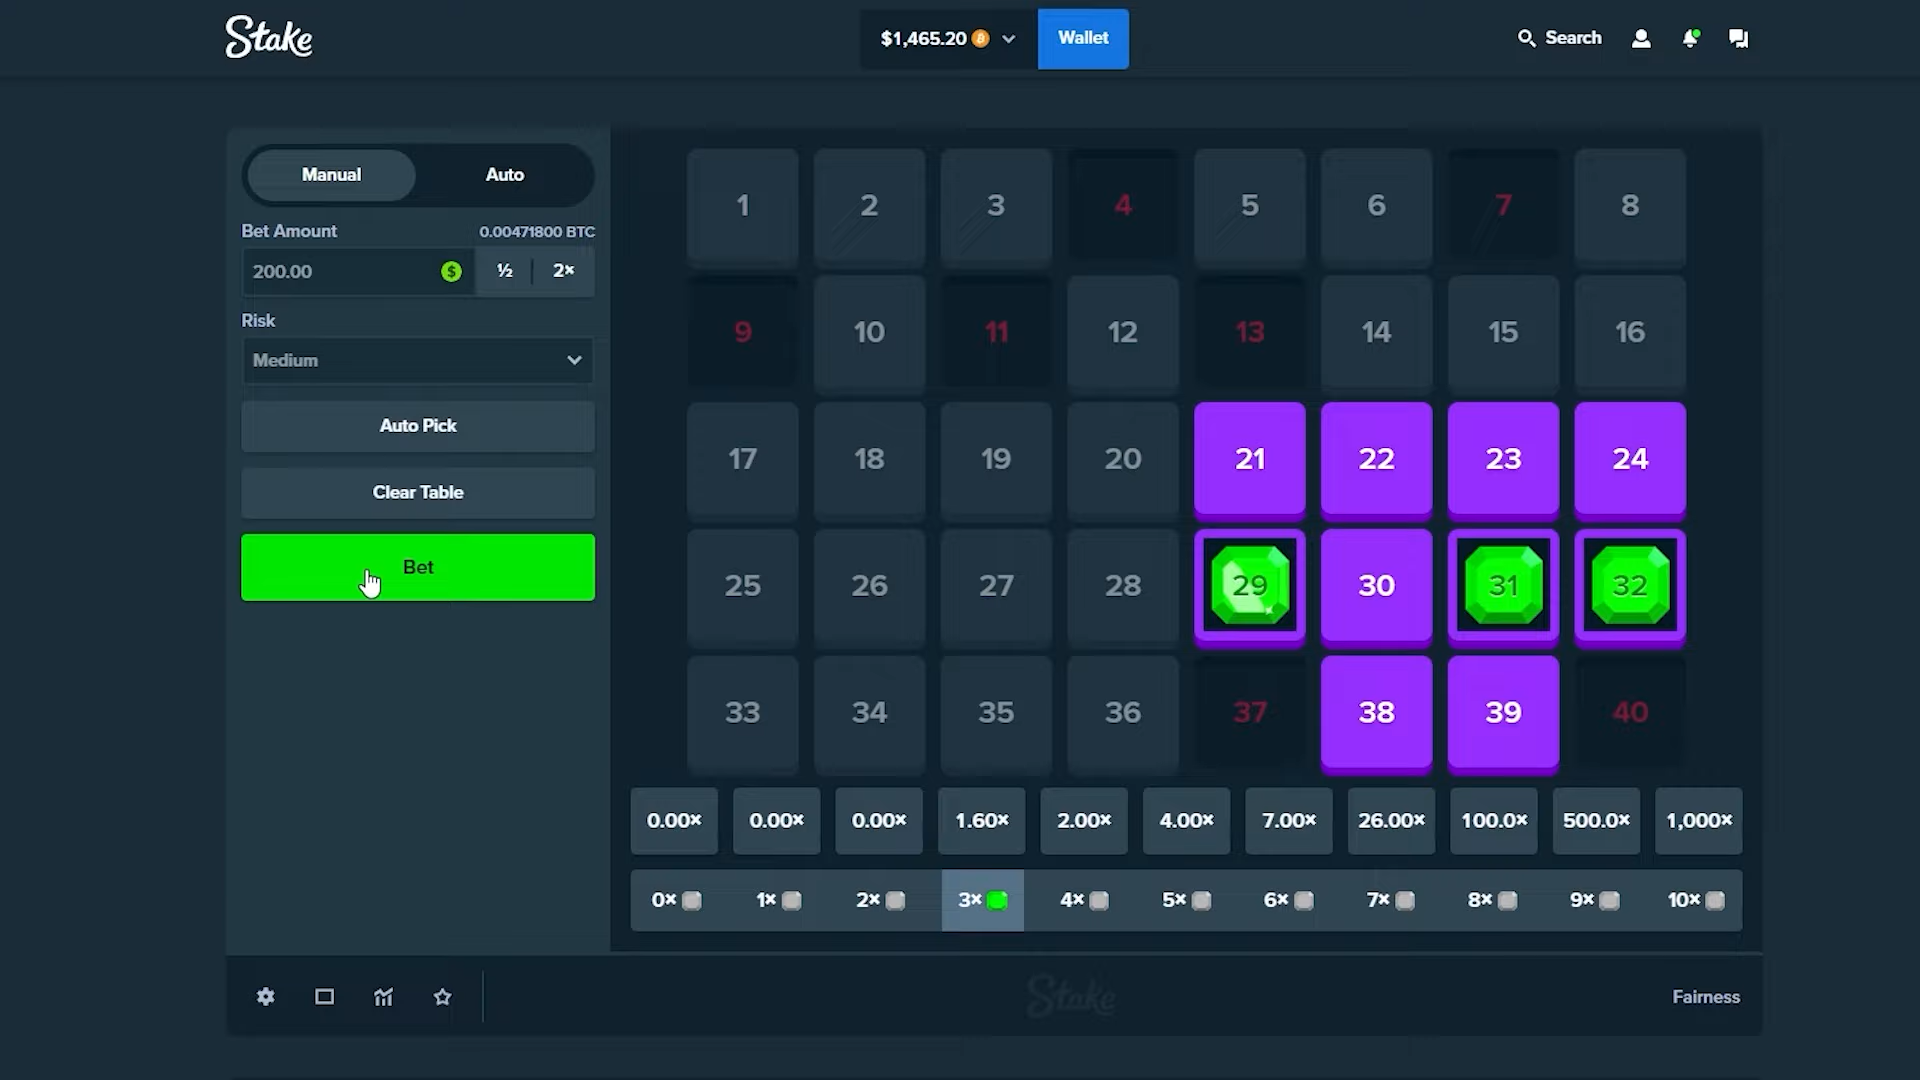 Stake
$1,465.20
Wallet
Search
Manual
Auto
Bet Amount
0.00471800 BTC
200.00
$
½
2×
Risk
Medium
Auto Pick
Clear Table
Bet
1 2 3 4 5 6 7 8
9 10 11 12 13 14 15 16
17 18 19 20 21 22 23 24
25 26 27 28 29 30 31 32
33 34 35 36 37 38 39 40
0.00× 0.00× 0.00× 1.60× 2.00× 4.00× 7.00× 26.00× 100.0× 500.0× 1,000×
0× 1× 2× 3× 4× 5× 6× 7× 8× 9× 10×
Stake
Fairness